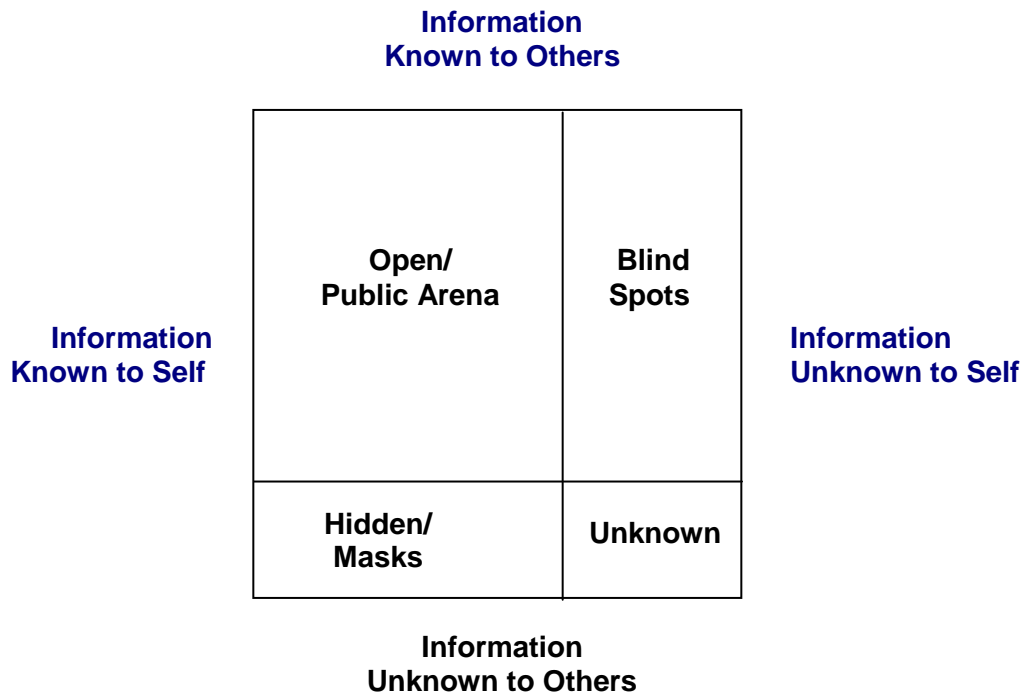 Information
Known to Others
Open/
Public Arena
Blind
Spots
Information
Known to Self
Information
Unknown to Self
Hidden/
Masks
Unknown
Information
Unknown to Others